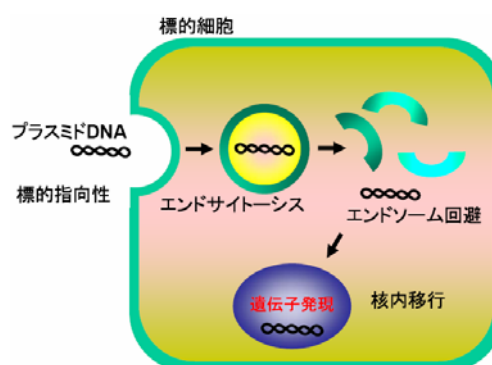 標的細胞
プラスミドDNA
標的指向性
エンドサイトーシス
エンドソーム回避
遺伝子発現
核内移行